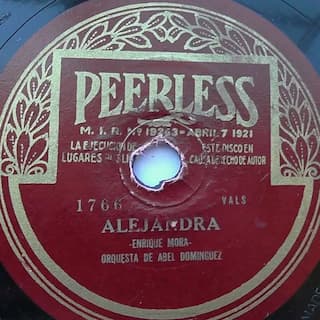 PEERLESS
M. I. R. Nº 19263-ABRIL 7 1921
LA EJECUCION DE ESTE DISCO EN
LUGARES CAUSA DERECHO DE AUTOR
1766 VALS
ALEJANDRA
-ENRIQUE MORA-
ORQUESTA DE ABEL DOMINGUEZ